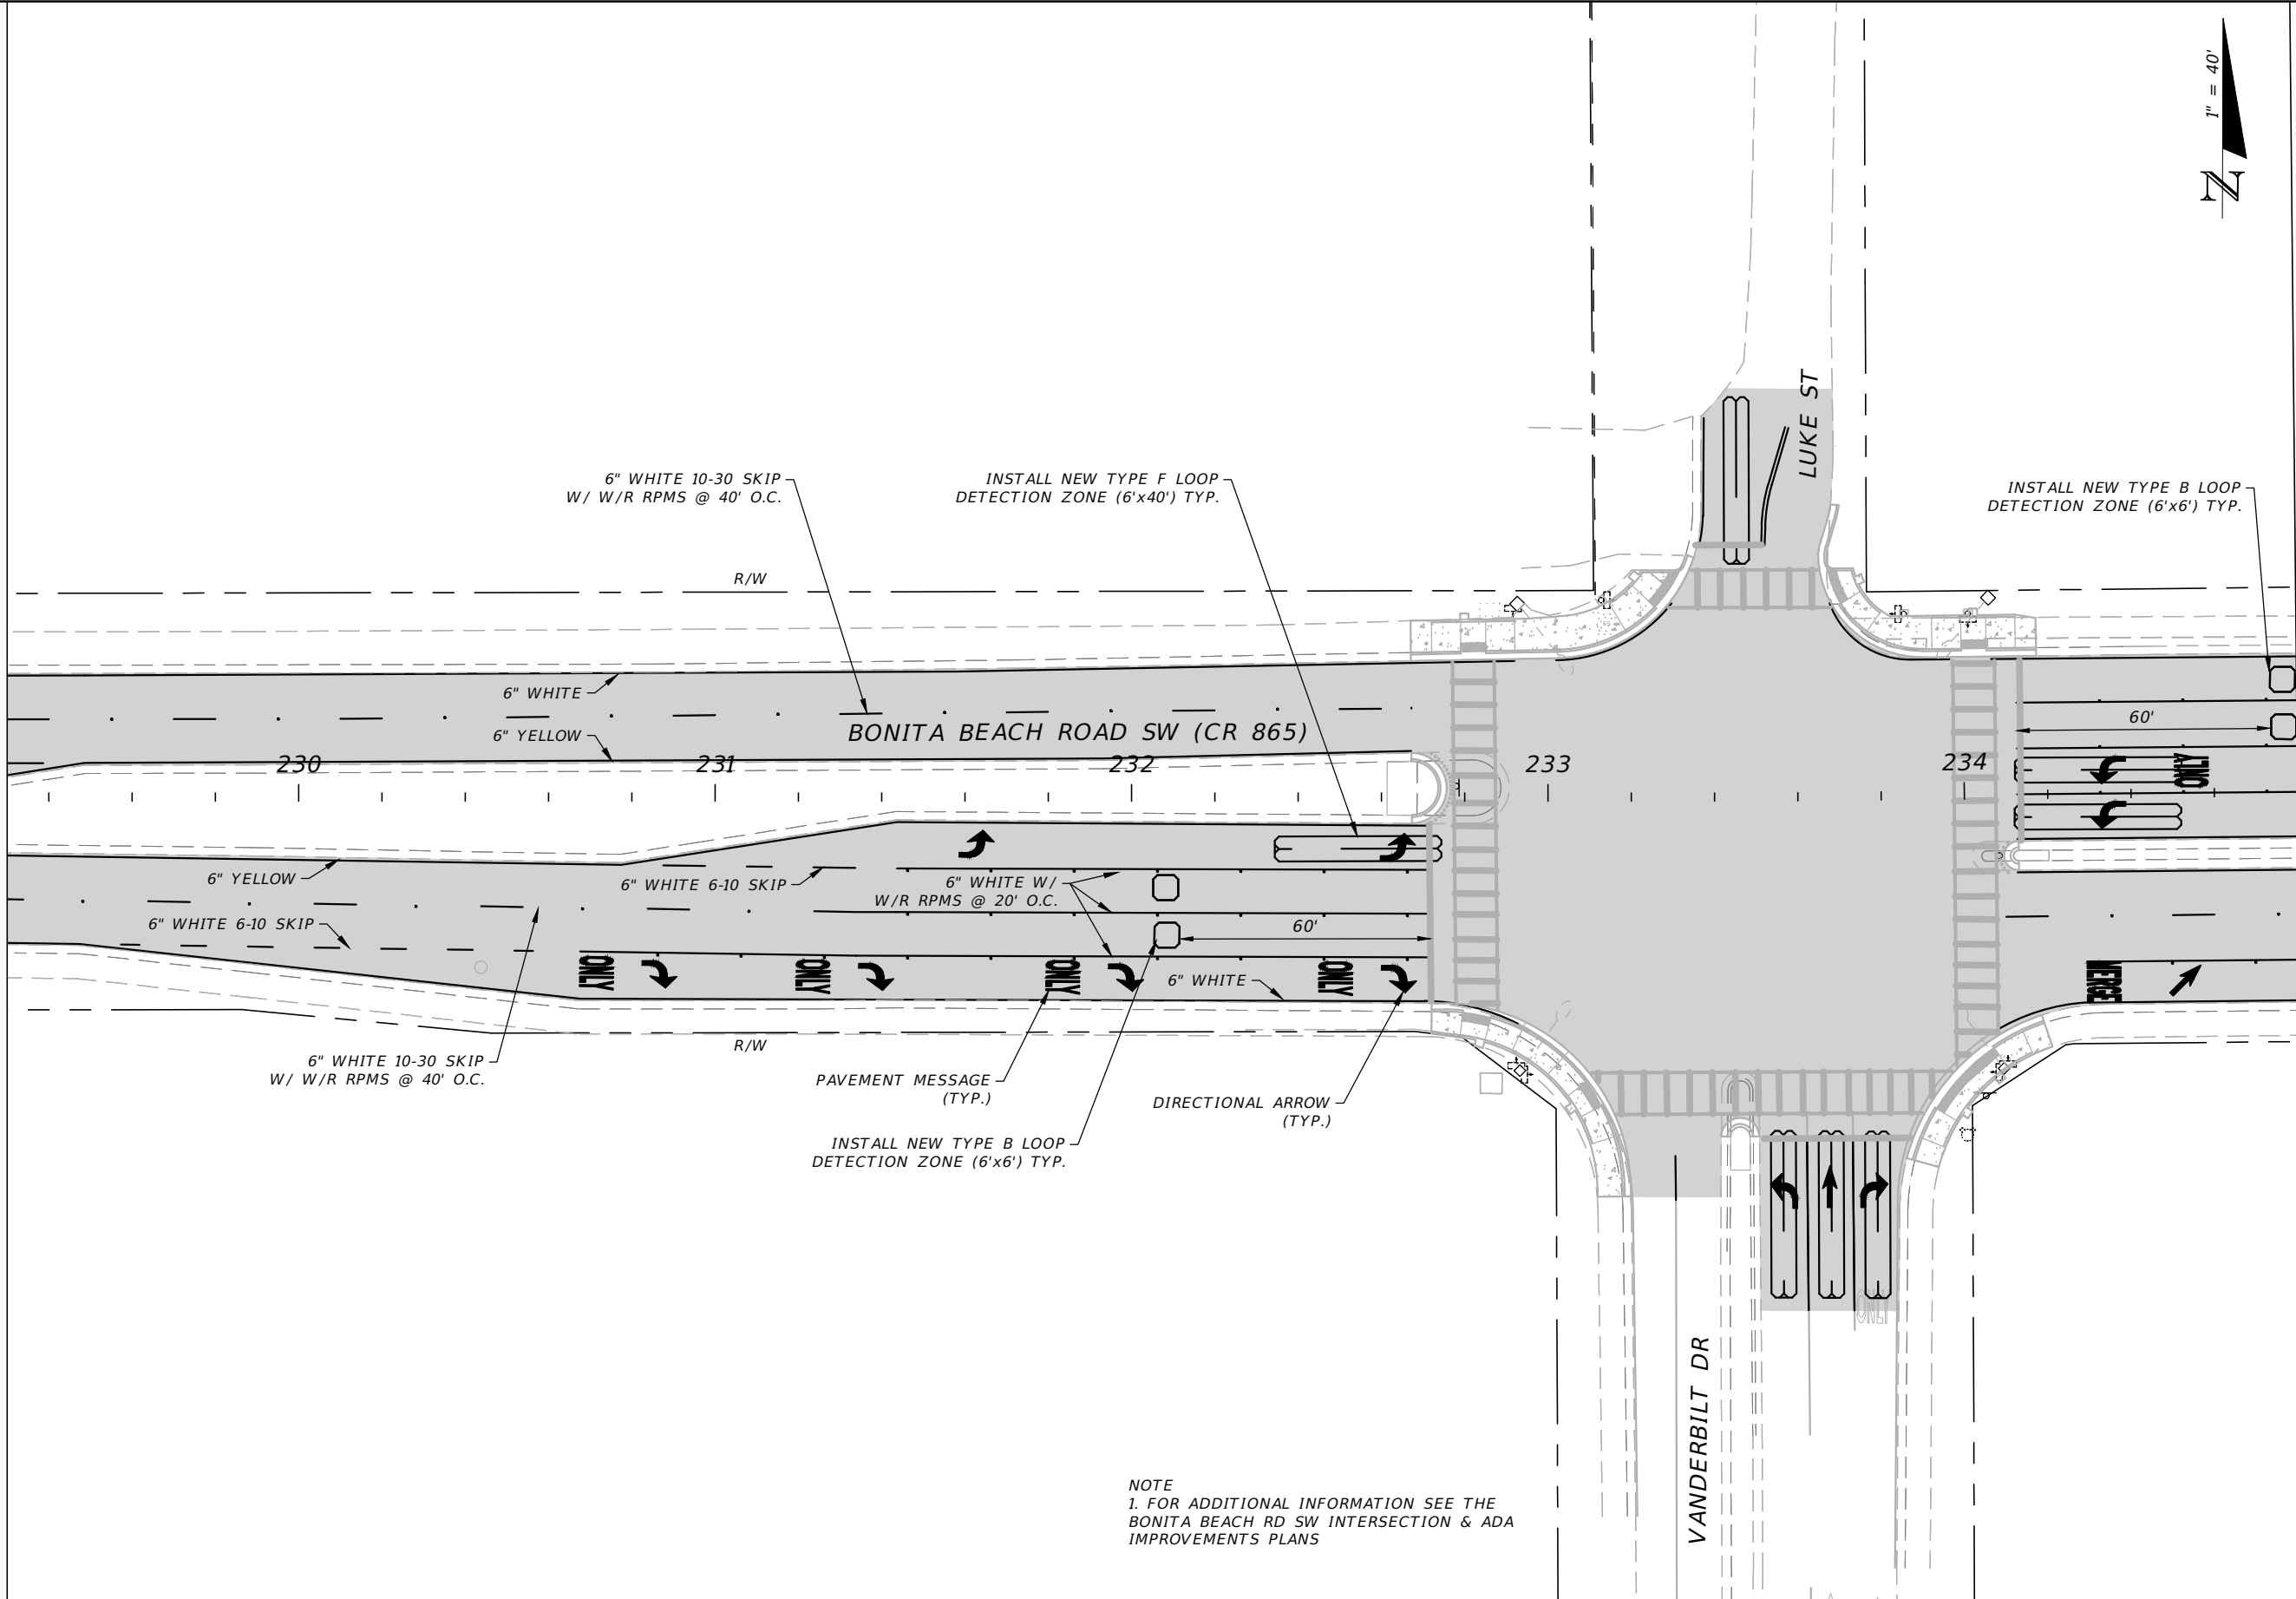 1" = 40'
N
LUKE ST
6" WHITE 10-30 SKIP
W/ W/R RPMS @ 40' O.C.
INSTALL NEW TYPE F LOOP
DETECTION ZONE (6'x40') TYP.
INSTALL NEW TYPE B LOOP
DETECTION ZONE (6'x6') TYP.
R/W
6" WHITE
6" YELLOW
BONITA BEACH ROAD SW (CR 865)
60'
230
231
232
233
234
ONLY
6" YELLOW
6" WHITE 6-10 SKIP
6" WHITE W/
W/R RPMS @ 20' O.C.
6" WHITE 6-10 SKIP
60'
ONLY
ONLY
ONLY
ONLY
6" WHITE
MERGE
R/W
6" WHITE 10-30 SKIP
W/ W/R RPMS @ 40' O.C.
PAVEMENT MESSAGE
(TYP.)
DIRECTIONAL ARROW
(TYP.)
INSTALL NEW TYPE B LOOP
DETECTION ZONE (6'x6') TYP.
ONLY
VANDERBILT DR
NOTE
1. FOR ADDITIONAL INFORMATION SEE THE
BONITA BEACH RD SW INTERSECTION & ADA
IMPROVEMENTS PLANS